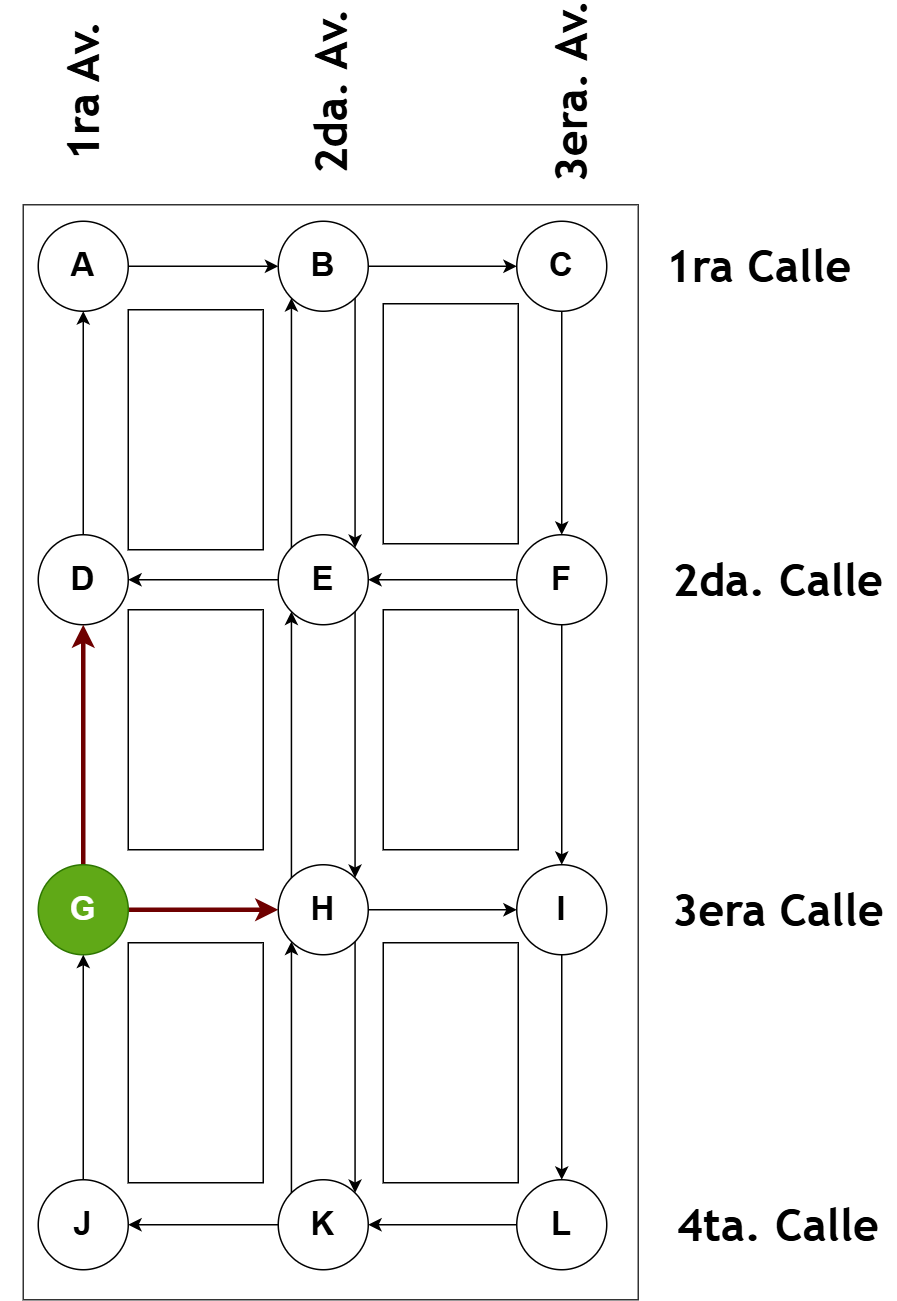 1ra Av.
2da. Av.
3era. Av.
A
B
C
1ra Calle
D
E
F
2da. Calle
G
H
I
3era Calle
J
K
L
4ta. Calle